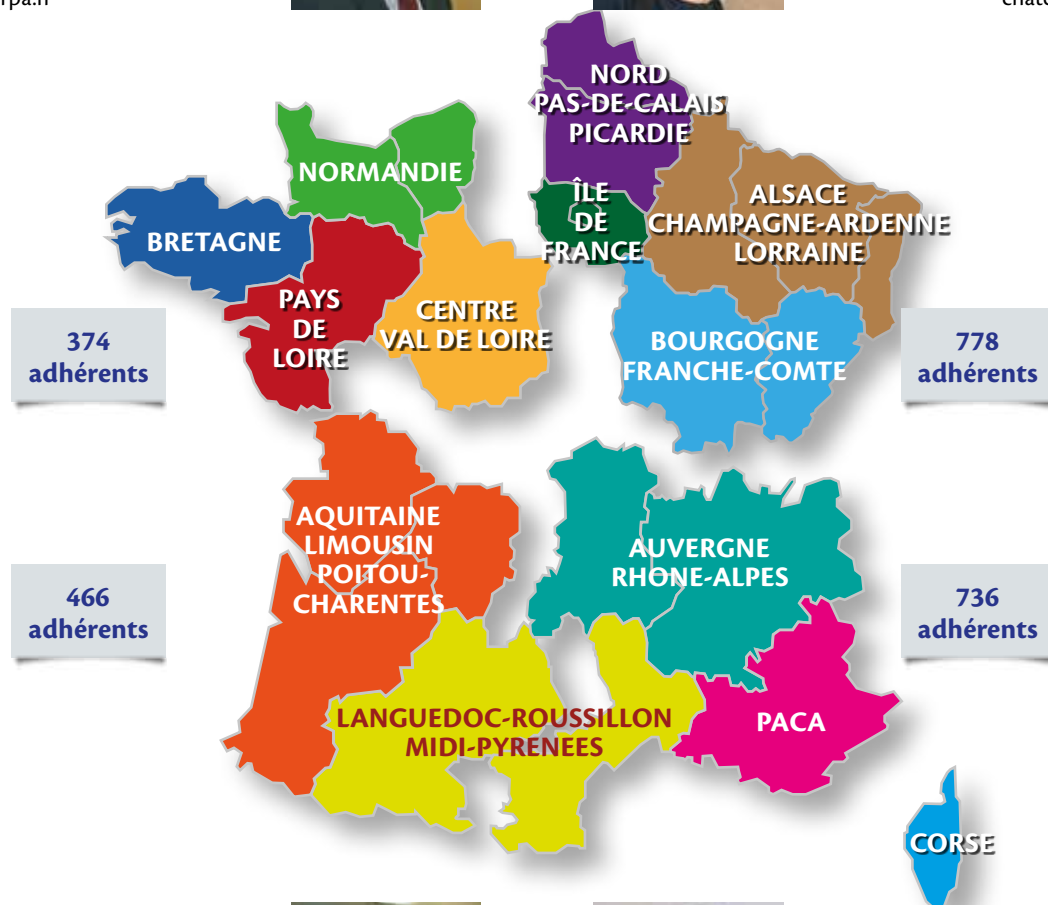 rpa.fr
NORD
PAS-DE-CALAIS
PICARDIE
NORMANDIE
ÎLE
DE
FRANCE
ALSACE
CHAMPAGNE-ARDENNE
LORRAINE
BRETAGNE
PAYS
DE
LOIRE
CENTRE
VAL DE LOIRE
BOURGOGNE
FRANCHE-COMTE
374
adhérents
778
adhérents
AQUITAINE
LIMOUSIN
POITOU-
CHARENTES
AUVERGNE
RHONE-ALPES
466
adhérents
736
adhérents
LANGUEDOC-ROUSSILLON
MIDI-PYRENEES
PACA
CORSE